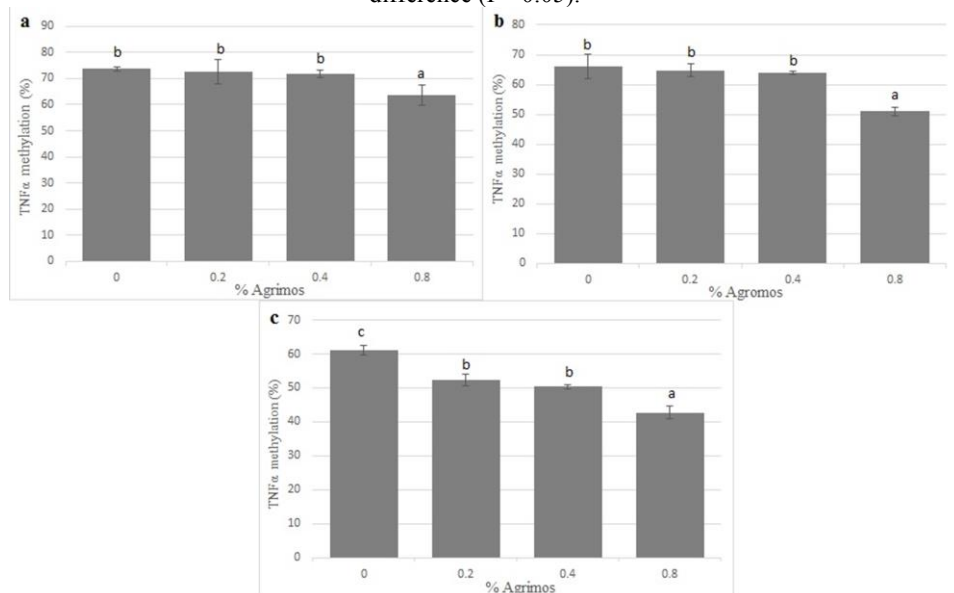 difference (P = 0.05).
a
90
80
70
60
50
40
30
20
10
0
TNFα methylation (%)
b
b
b
a
0
0.2
0.4
0.8
% Agrimos
b
80
70
60
50
40
30
20
10
0
TNFα methylation (%)
b
b
b
a
0
0.2
0.4
0.8
% Agromos
c
70
60
50
40
30
20
10
0
TNFα methylation (%)
c
b
b
a
0
0.2
0.4
0.8
% Agrimos